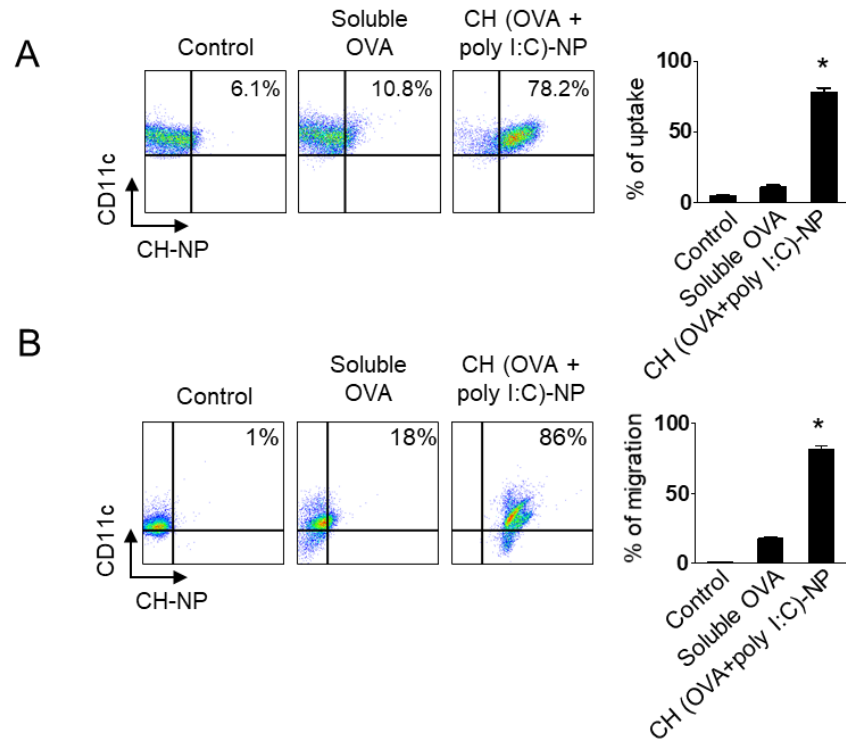 A
Control
Soluble
OVA
CH (OVA +
poly I:C)-NP
6.1%
10.8%
78.2%
CD11c
CH-NP
% of uptake
100
50
0
*
Control
Soluble OVA
CH (OVA+poly I:C)-NP
B
Control
Soluble
OVA
CH (OVA +
poly I:C)-NP
1%
18%
86%
CD11c
CH-NP
% of migration
100
50
0
*
Control
Soluble OVA
CH (OVA+poly I:C)-NP